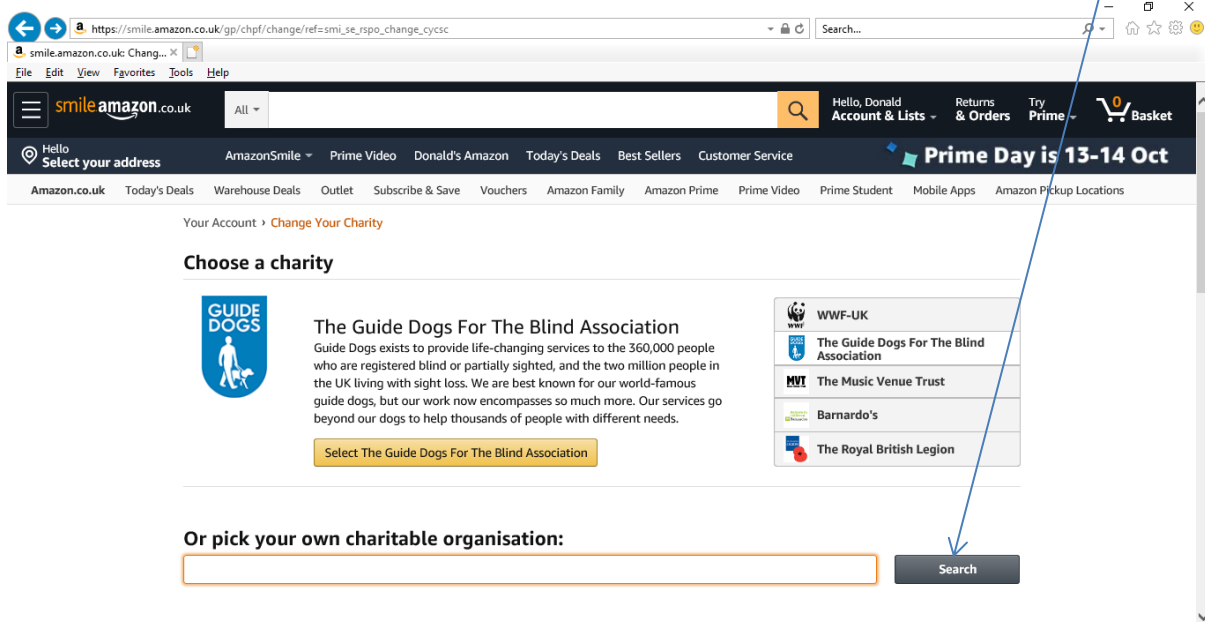 https://smile.amazon.co.uk/gp/chpf/change/ref=smi_se_rspo_change_cycsc
Search...
smile.amazon.co.uk: Chang...
File Edit View Favorites Tools Help
smile.amazon.co.uk
All
Hello, Donald
Account & Lists
Returns
& Orders
Try
Prime
0
Basket
Hello
Select your address
AmazonSmile Prime Video Donald's Amazon Today's Deals Best Sellers Customer Service
Prime Day is 13-14 Oct
Amazon.co.uk Today's Deals Warehouse Deals Outlet Subscribe & Save Vouchers Amazon Family Amazon Prime Prime Video Prime Student Mobile Apps Amazon Pickup Locations
Your Account › Change Your Charity
Choose a charity
GUIDE
DOGS
The Guide Dogs For The Blind Association
Guide Dogs exists to provide life-changing services to the 360,000 people
who are registered blind or partially sighted, and the two million people in
the UK living with sight loss. We are best known for our world-famous
guide dogs, but our work now encompasses so much more. Our services go
beyond our dogs to help thousands of people with different needs.
Select The Guide Dogs For The Blind Association
WWF
WWF-UK
The Guide Dogs For The Blind
Association
MVT
The Music Venue Trust
Barnardo's
The Royal British Legion
Or pick your own charitable organisation:
Search